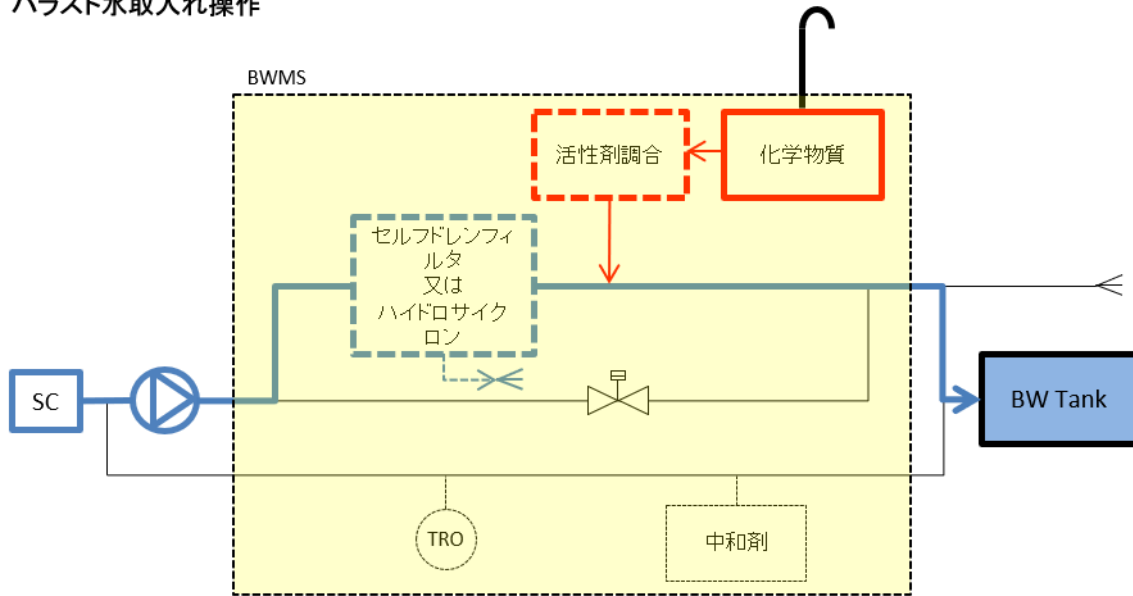 バラスト水取入れ操作
BWMS
活性剤調合
化学物質
セルフドレンフィ
ルタ
又は
ハイドロサイク
ロン
SC
BW Tank
TRO
中和剤